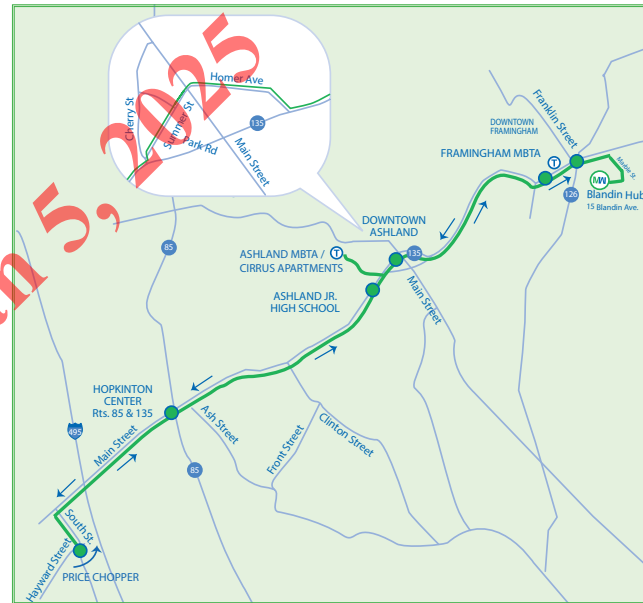 Homer Ave
Cherry St
Summer St
135
Park Rd
Main Street
5, 2025
Franklin Street
DOWNTOWN
FRAMINGHAM
FRAMINGHAM MBTA
T
Maple St.
126
Blandin Hub
15 Blandin Ave.
DOWNTOWN
ASHLAND
85
ASHLAND MBTA /
CIRRUS APARTMENTS
T
135
Main Street
ASHLAND JR.
HIGH SCHOOL
HOPKINTON
CENTER
Rts. 85 & 135
Ash Street
Clinton Street
Front Street
495
Main Street
85
South St.
Hayward Street
PRICE CHOPPER